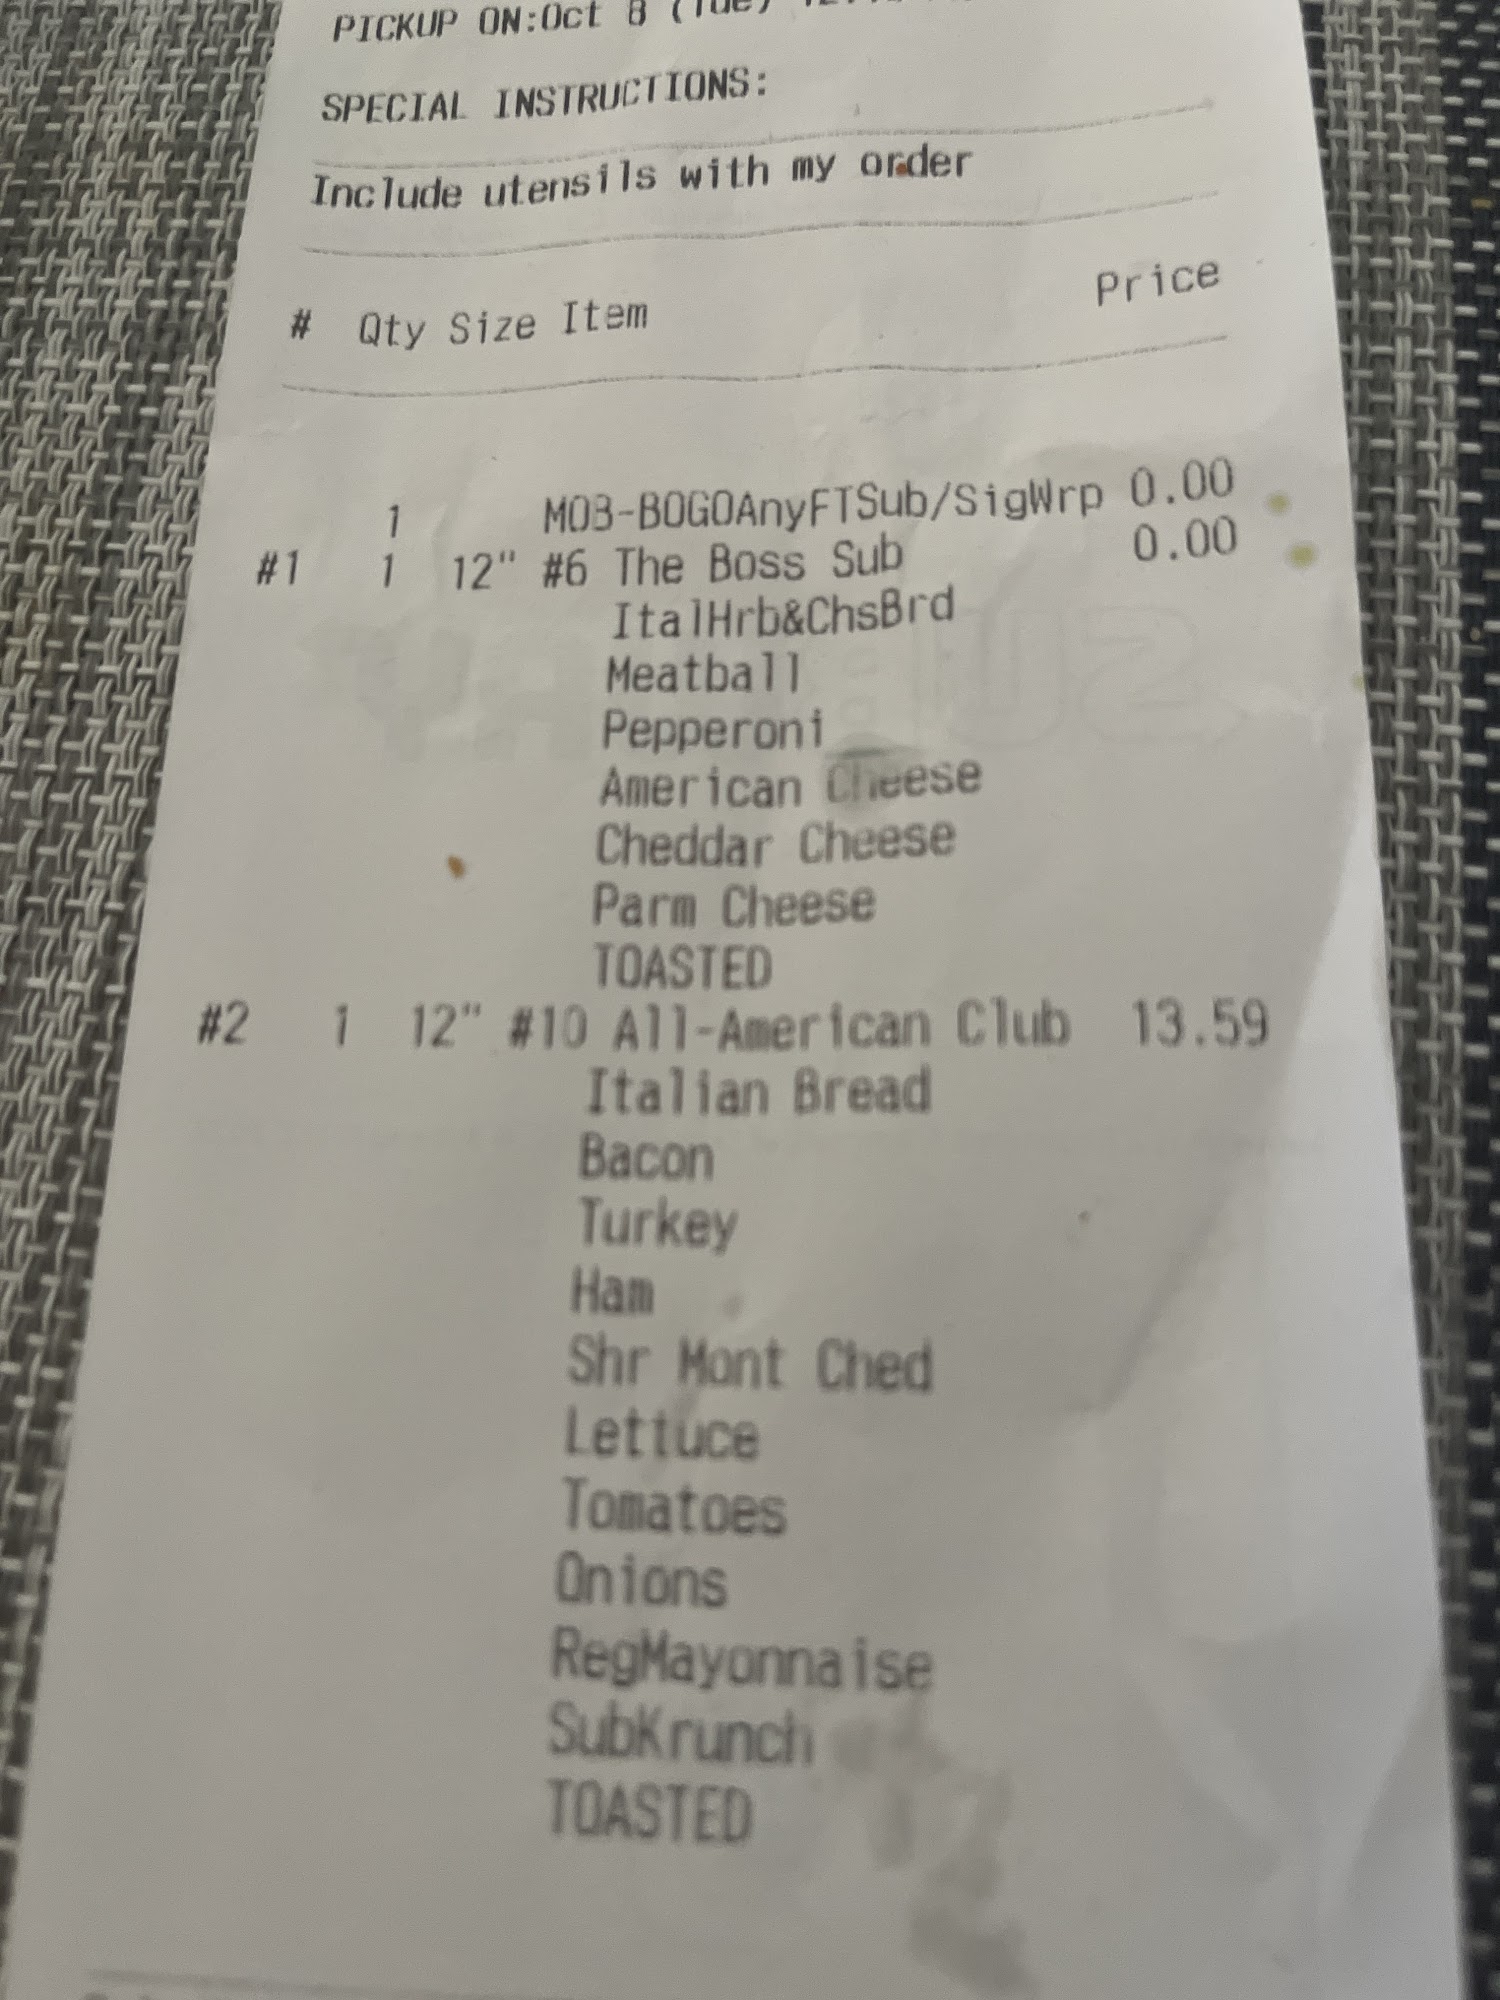 PICKUP ON:Oct 8 (Tue)
SPECIAL INSTRUCTIONS:
Include utensils with my order
# Qty Size Item Price
1 MOB-BOGOAnyFTSub/SigWrp 0.00
#1 1 12" #6 The Boss Sub 0.00
ItalHrb&ChsBrd
Meatball
Pepperoni
American Cheese
Cheddar Cheese
Parm Cheese
TOASTED
#2 1 12" #10 All-American Club 13.59
Italian Bread
Bacon
Turkey
Ham
Shr Mont Ched
Lettuce
Tomatoes
Onions
RegMayonnaise
SubKrunch
TOASTED
SUBWAY